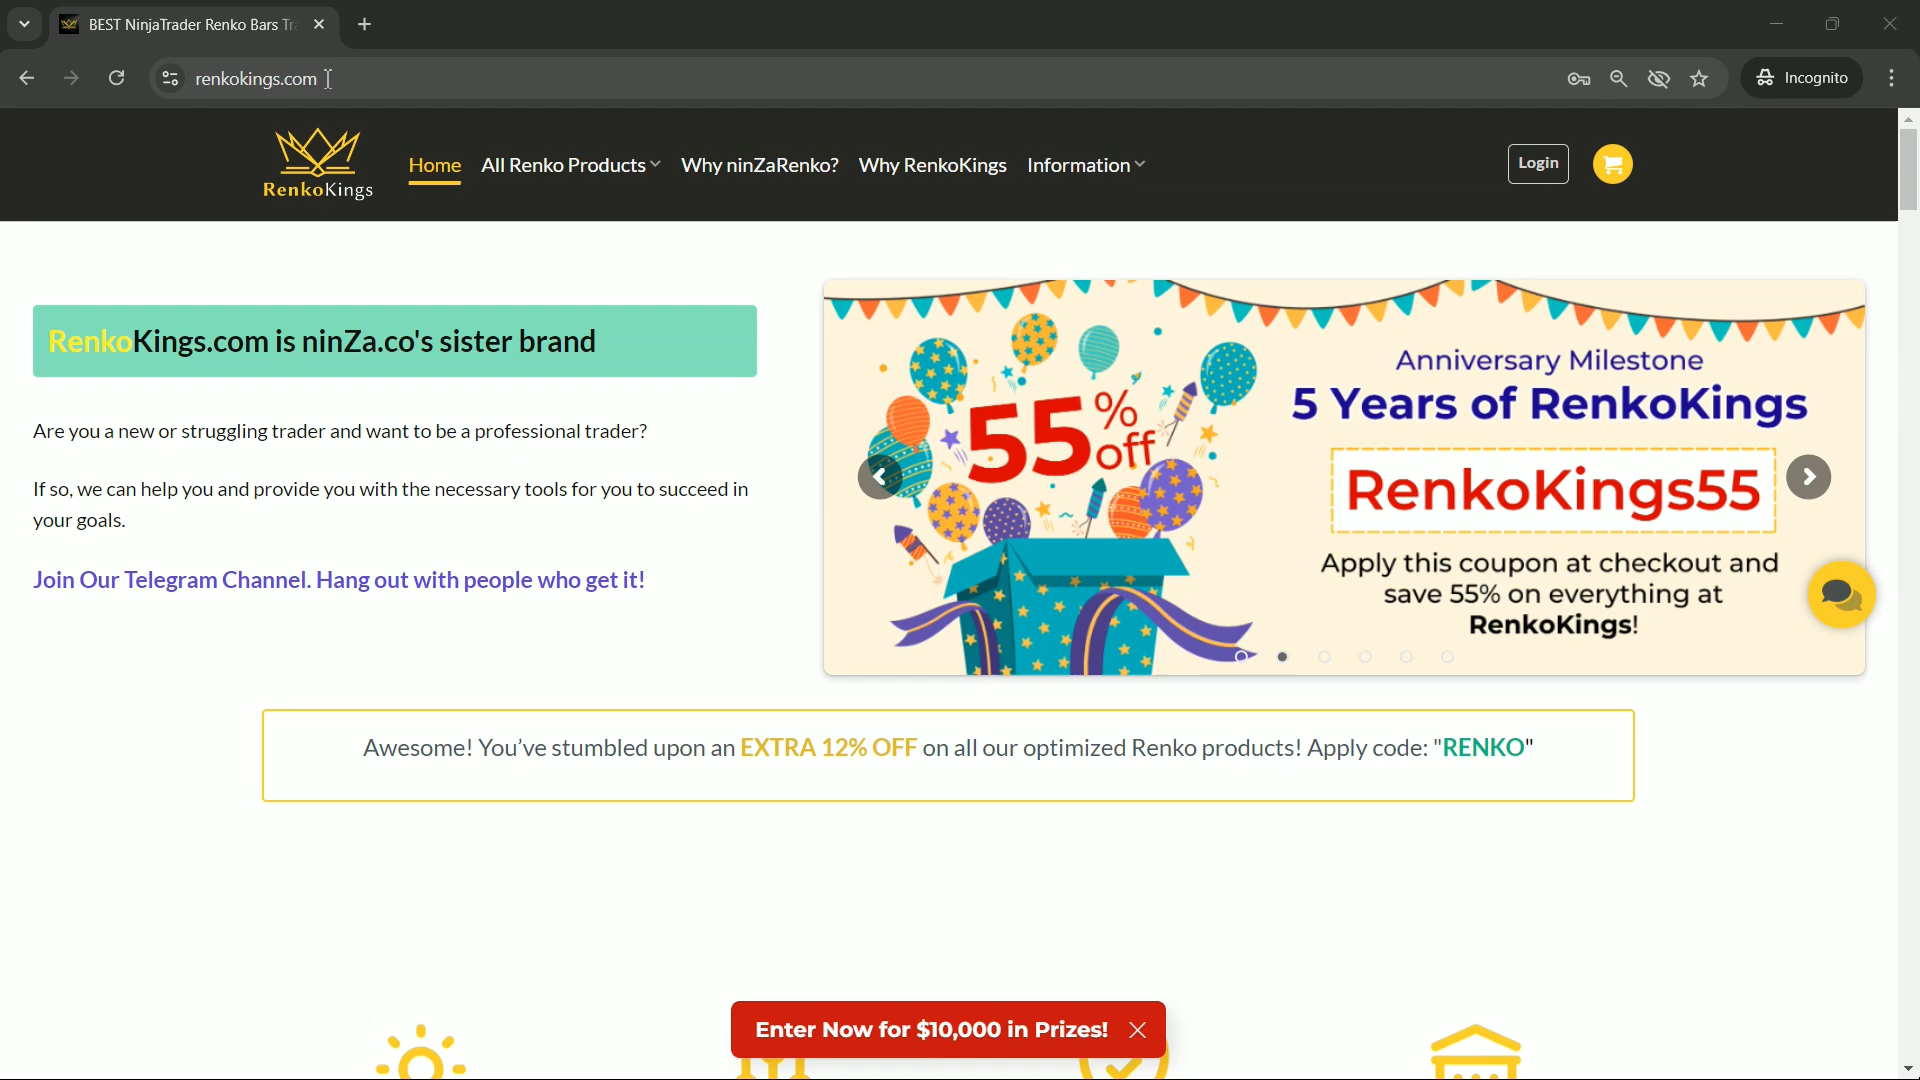 BEST NinjaTrader Renko Bars Tra
renkokings.com
Incognito
RenkoKings
Home
All Renko Products
Why ninZaRenko?
Why RenkoKings
Information
Login
RenkoKings.com is ninZa.co's sister brand
Are you a new or struggling trader and want to be a professional trader?
If so, we can help you and provide you with the necessary tools for you to succeed in
your goals.
Join Our Telegram Channel. Hang out with people who get it!
55% off
Anniversary Milestone
5 Years of RenkoKings
RenkoKings55
Apply this coupon at checkout and
save 55% on everything at
RenkoKings!
Awesome! You've stumbled upon an EXTRA 12% OFF on all our optimized Renko products! Apply code: "RENKO"
Enter Now for $10,000 in Prizes!